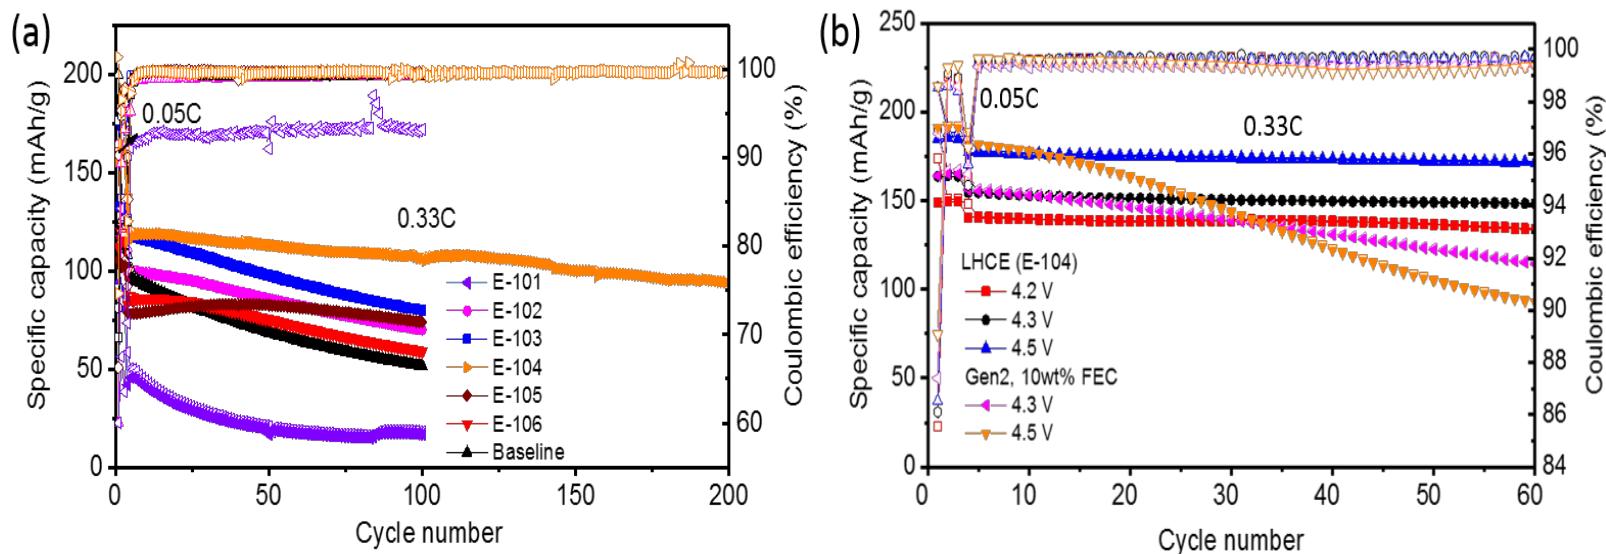 (a)
Specific capacity (mAh/g)
200
150
100
50
0
0.05C
0.33C
E-101
E-102
E-103
E-104
E-105
E-106
Baseline
100
90
80
70
60
Coulombic efficiency (%)
0 50 100 150 200
Cycle number
(b)
Specific capacity (mAh/g)
250
200
150
100
50
0
0.05C
0.33C
LHCE (E-104)
4.2 V
4.3 V
4.5 V
Gen2, 10wt% FEC
4.3 V
4.5 V
100
98
96
94
92
90
88
86
84
Coulombic efficiency (%)
0 10 20 30 40 50 60
Cycle number